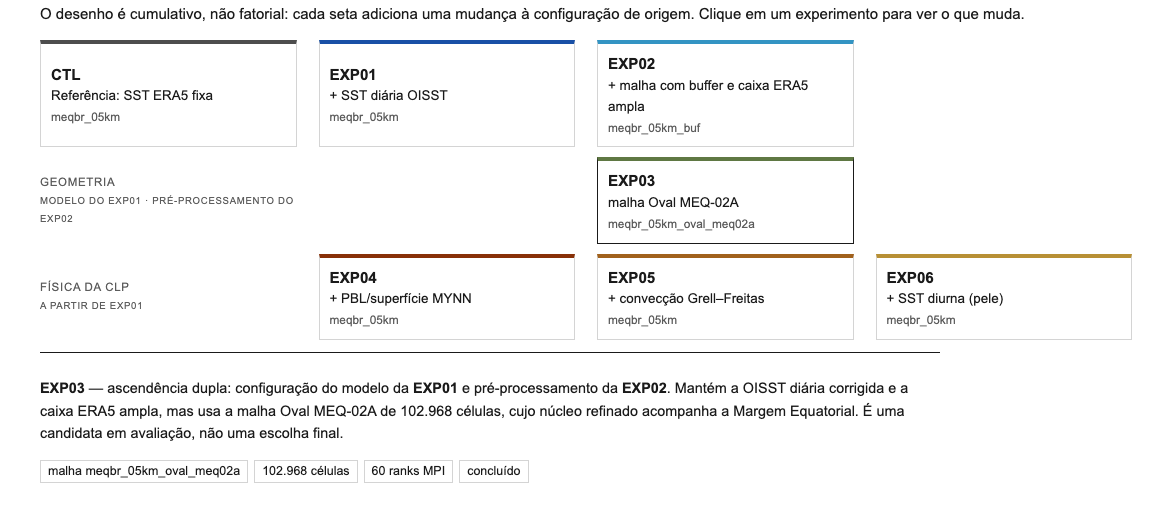 O desenho é cumulativo, não fatorial: cada seta adiciona uma mudança à configuração de origem. Clique em um experimento para ver o que muda.
CTL
Referência: SST ERA5 fixa
meqbr_05km
EXP01
+ SST diária OISST
meqbr_05km
EXP02
+ malha com buffer e caixa ERA5
ampla
meqbr_05km_buf
GEOMETRIA
MODELO DO EXP01 · PRÉ-PROCESSAMENTO DO
EXP02
EXP03
malha Oval MEQ-02A
meqbr_05km_oval_meq02a
FÍSICA DA CLP
A PARTIR DE EXP01
EXP04
+ PBL/superfície MYNN
meqbr_05km
EXP05
+ convecção Grell–Freitas
meqbr_05km
EXP06
+ SST diurna (pele)
meqbr_05km
EXP03 — ascendência dupla: configuração do modelo da EXP01 e pré-processamento da EXP02. Mantém a OISST diária corrigida e a
caixa ERA5 ampla, mas usa a malha Oval MEQ-02A de 102.968 células, cujo núcleo refinado acompanha a Margem Equatorial. É uma
candidata em avaliação, não uma escolha final.
malha meqbr_05km_oval_meq02a
102.968 células
60 ranks MPI
concluído